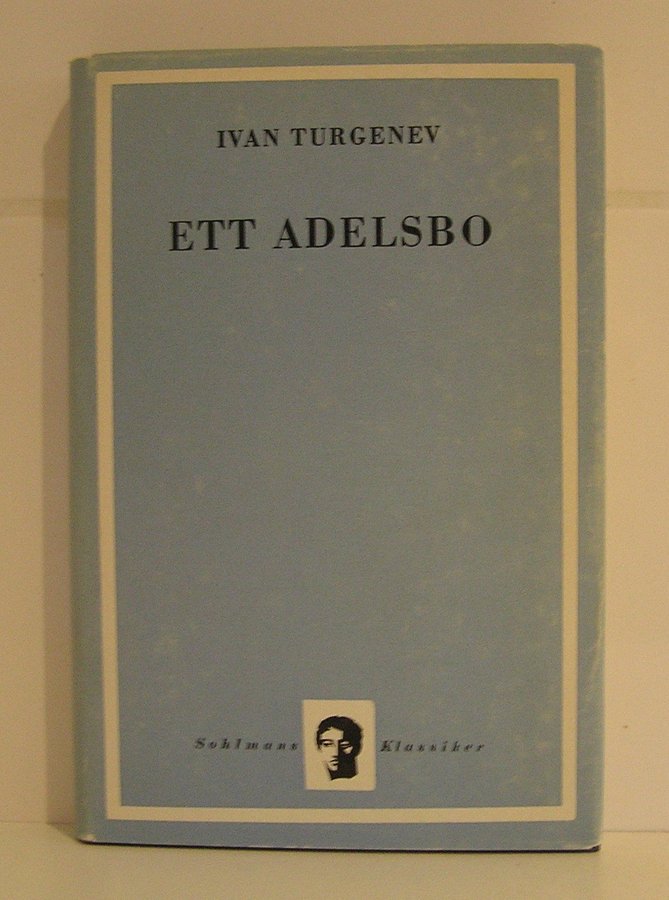 IVAN TURGENEV
ETT ADELSBO
Sohlmans Klassiker